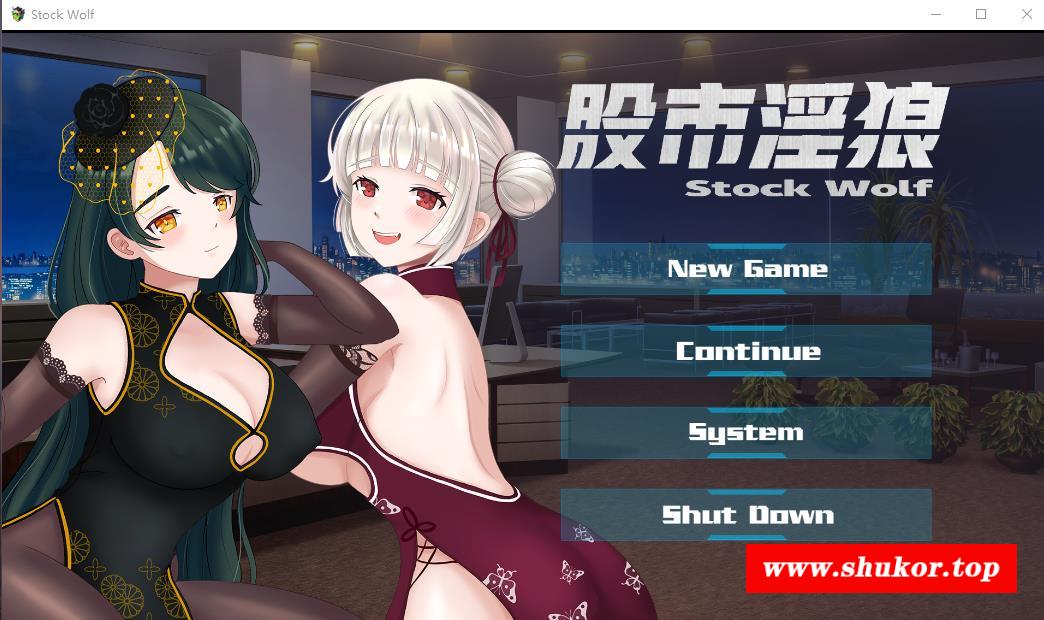 Stock Wolf
股市淫狼
Stock Wolf
New Game
Continue
System
Shut Down
www.shukor.top